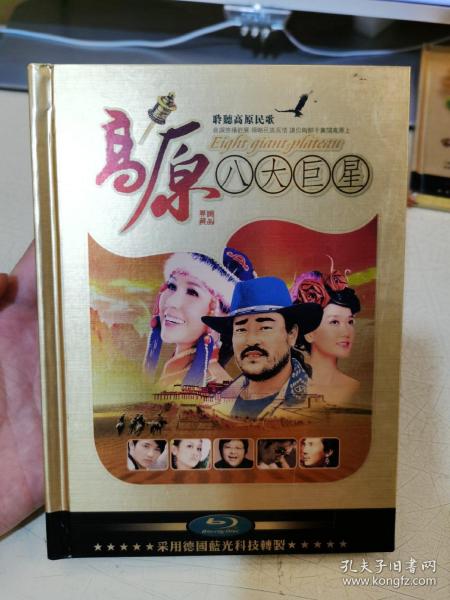 聆聽高原民歌
Eight giant plateau
高原
八大巨星
Blu-ray Disc
★★★★★采用德國藍光科技轉製★★★★★
孔夫子旧书网
www.kongfz.com